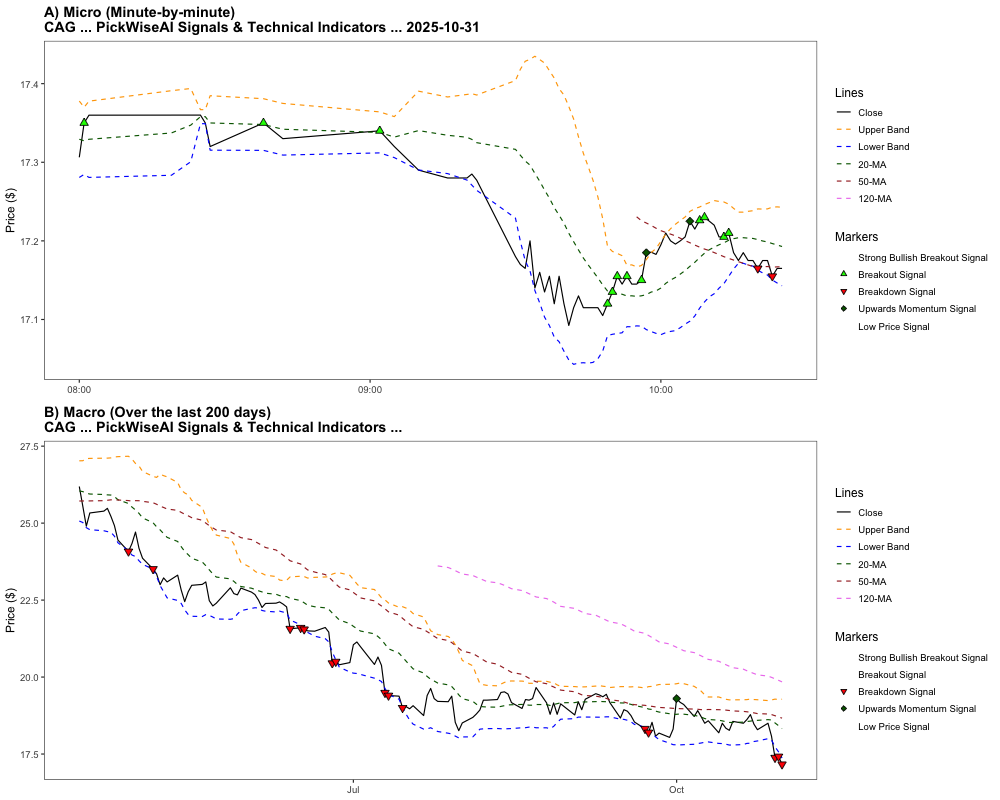 A) Micro (Minute-by-minute)
CAG ... PickWiseAI Signals & Technical Indicators ... 2025-10-31
Price ($)
17.4
17.3
17.2
17.1
08:00
09:00
10:00
Lines
Close
Upper Band
Lower Band
20-MA
50-MA
120-MA
Markers
Strong Bullish Breakout Signal
Breakout Signal
Breakdown Signal
Upwards Momentum Signal
Low Price Signal
B) Macro (Over the last 200 days)
CAG ... PickWiseAI Signals & Technical Indicators ...
Price ($)
27.5
25.0
22.5
20.0
17.5
Jul
Oct
Lines
Close
Upper Band
Lower Band
20-MA
50-MA
120-MA
Markers
Strong Bullish Breakout Signal
Breakout Signal
Breakdown Signal
Upwards Momentum Signal
Low Price Signal